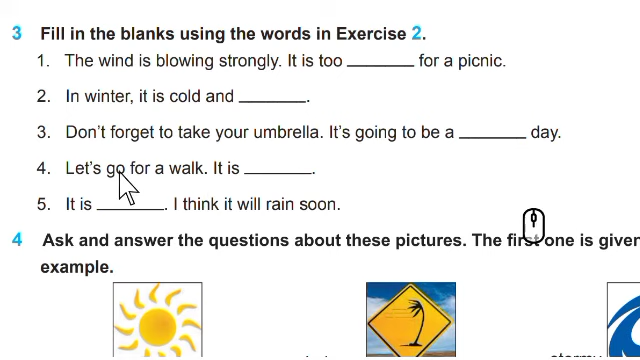 3 Fill in the blanks using the words in Exercise 2.
1. The wind is blowing strongly. It is too ________ for a picnic.
2. In winter, it is cold and ________.
3. Don't forget to take your umbrella. It's going to be a ________ day.
4. Let's go for a walk. It is ________.
5. It is ________. I think it will rain soon.
4 Ask and answer the questions about these pictures. The first one is given
example.